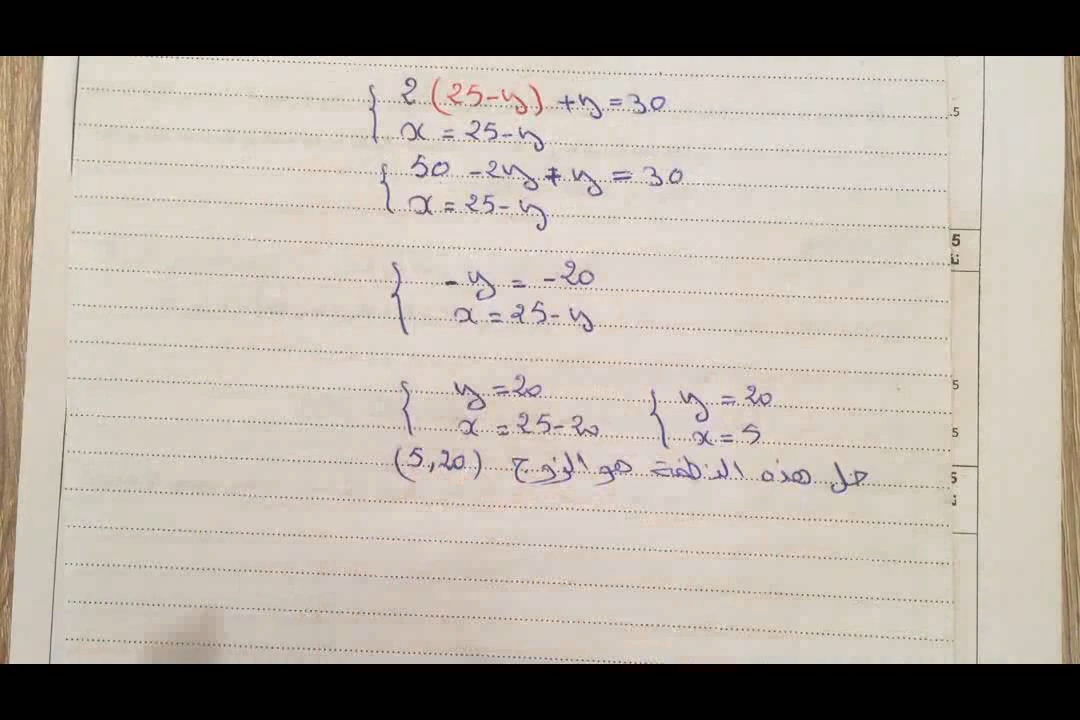 2 (25-y) + y = 30
x = 25-y
50 -2y + y = 30
x = 25-y
5
-y = -20
x = 25-y
y = 20
x = 25-20
y = 20
x = 5
حل هذه النظمة هو الزوج (5,20)